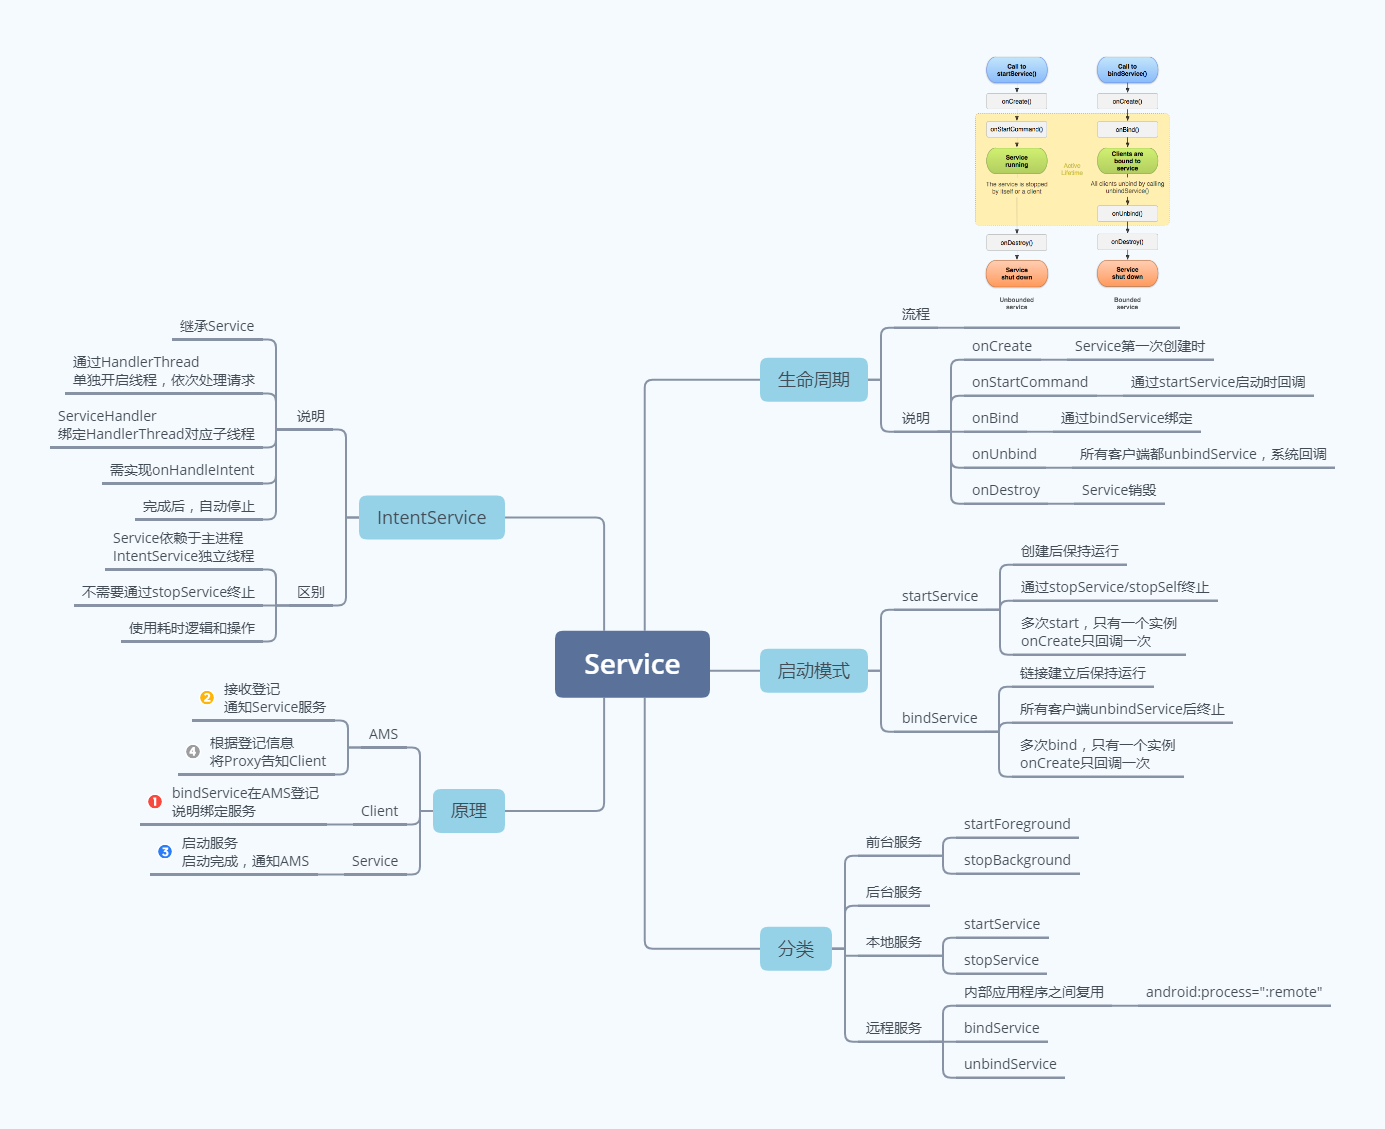 Service
生命周期
流程
Call to
startService()
onCreate()
onStartCommand()
Service
running
The service is stopped
by itself or a client
onDestroy()
Service
shut down
Unbounded
service
Active
Lifetime
Call to
bindService()
onCreate()
onBind()
Clients are
bound to
service
All clients unbind by calling
unbindService()
onUnbind()
onDestroy()
Service
shut down
Bounded
service
说明
onCreate
Service第一次创建时
onStartCommand
通过startService启动时回调
onBind
通过bindService绑定
onUnbind
所有客户端都unbindService，系统回调
onDestroy
Service销毁
启动模式
startService
创建后保持运行
通过stopService/stopSelf终止
多次start，只有一个实例
onCreate只回调一次
bindService
链接建立后保持运行
所有客户端unbindService后终止
多次bind，只有一个实例
onCreate只回调一次
分类
前台服务
startForeground
stopBackground
后台服务
本地服务
startService
stopService
远程服务
内部应用程序之间复用
android:process=":remote"
bindService
unbindService
IntentService
说明
继承Service
通过HandlerThread
单独开启线程，依次处理请求
ServiceHandler
绑定HandlerThread对应子线程
需实现onHandleIntent
完成后，自动停止
区别
Service依赖于主进程
IntentService独立线程
不需要通过stopService终止
使用耗时逻辑和操作
原理
AMS
2
接收登记
通知Service服务
4
根据登记信息
将Proxy告知Client
Client
1
bindService在AMS登记
说明绑定服务
Service
3
启动服务
启动完成，通知AMS